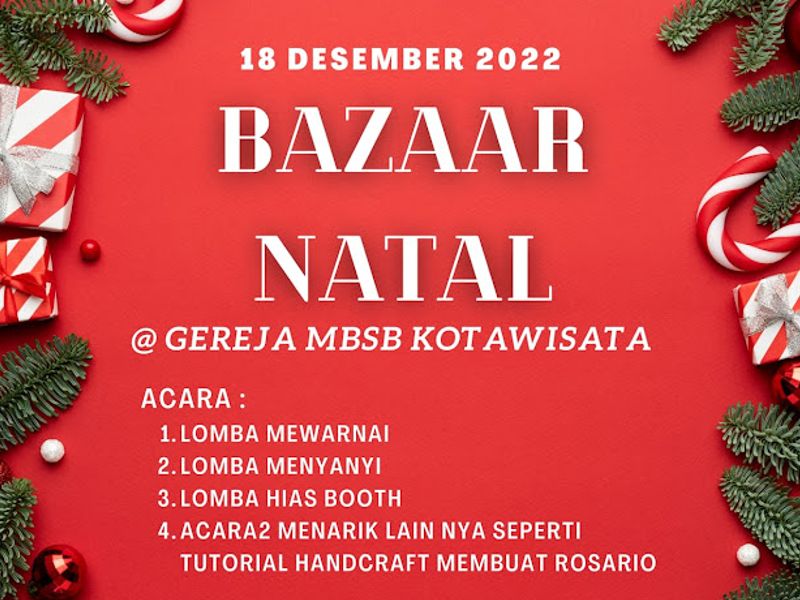 18 DESEMBER 2022
BAZAAR
NATAL
@ GEREJA MBSB KOTAWISATA
ACARA :
1. LOMBA MEWARNAI
2. LOMBA MENYANYI
3. LOMBA HIAS BOOTH
4. ACARA2 MENARIK LAIN NYA SEPERTI
TUTORIAL HANDCRAFT MEMBUAT ROSARIO